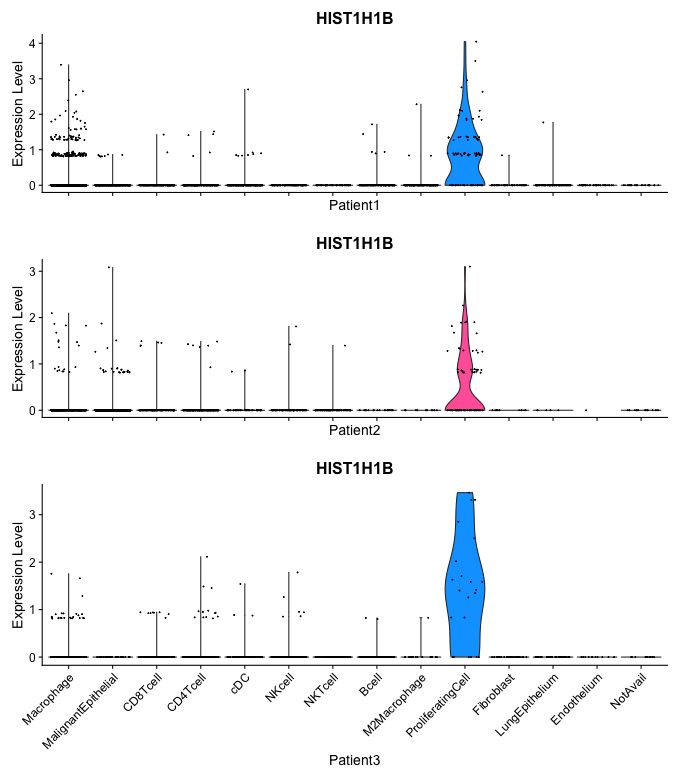 HIST1H1B
Expression Level
4
3
2
1
0
Patient1
HIST1H1B
Expression Level
3
2
1
0
Patient2
HIST1H1B
Expression Level
3
2
1
0
Macrophage
MalignantEpithelial
CD8Tcell
CD4Tcell
cDC
NKcell
NKTcell
Bcell
M2Macrophage
ProliferatingCell
Fibroblast
LungEpithelium
Endothelium
NotAvail
Patient3